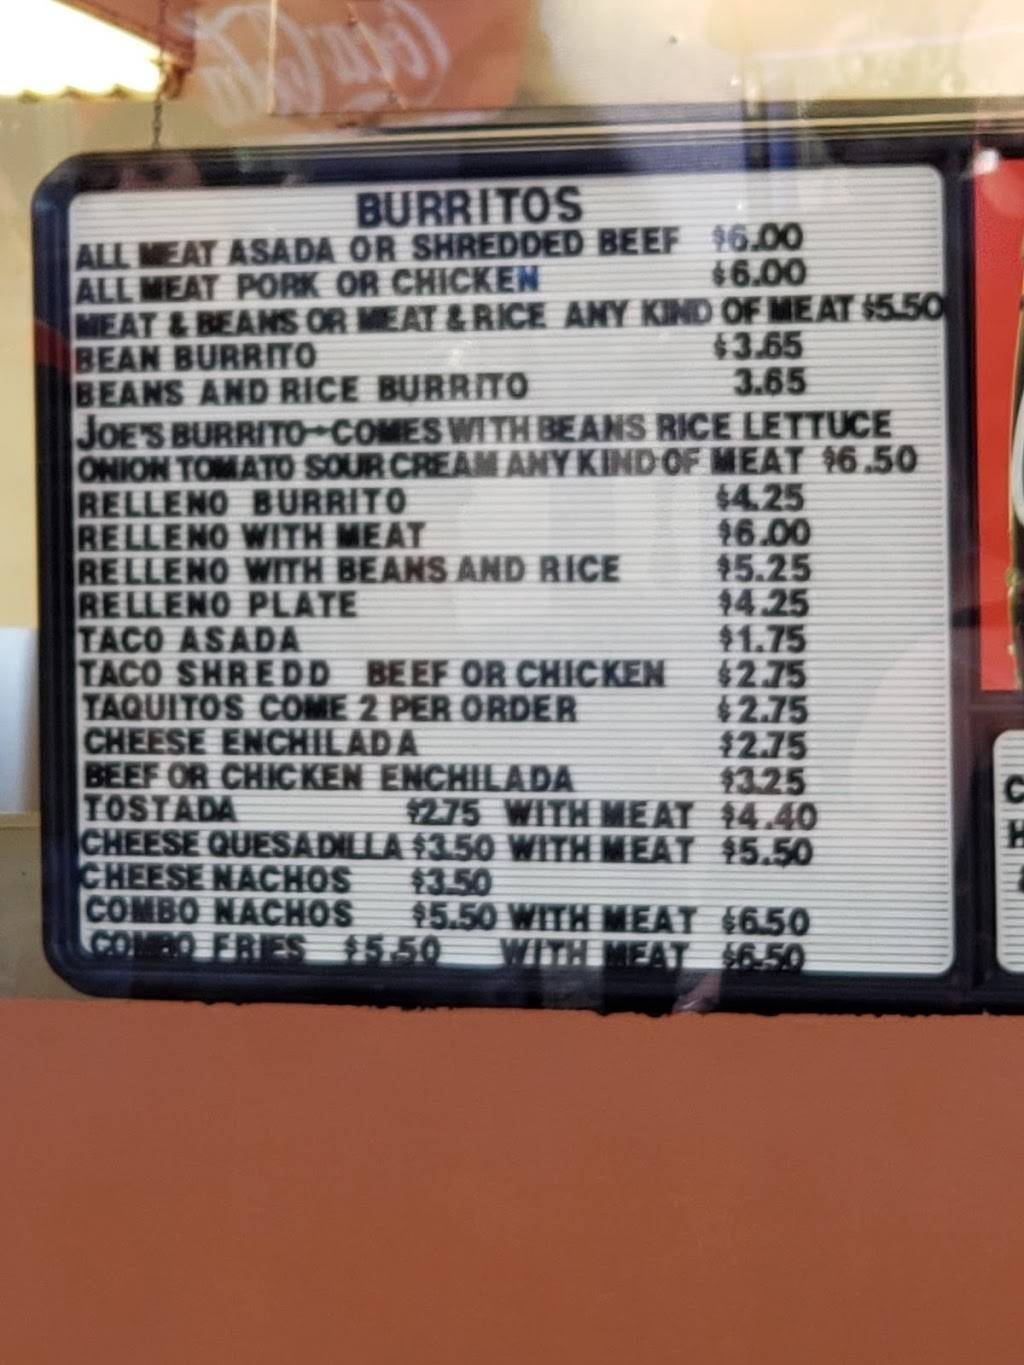 Coca-Cola
BURRITOS
ALL MEAT ASADA OR SHREDDED BEEF $6.00
ALL MEAT PORK OR CHICKEN $6.00
MEAT & BEANS OR MEAT & RICE ANY KIND OF MEAT $5.50
BEAN BURRITO $3.65
BEANS AND RICE BURRITO 3.65
JOE'S BURRITO-COMES WITH BEANS RICE LETTUCE
ONION TOMATO SOUR CREAM ANY KIND OF MEAT $6.50
RELLENO BURRITO $4.25
RELLENO WITH MEAT $6.00
RELLENO WITH BEANS AND RICE $5.25
RELLENO PLATE $4.25
TACO ASADA $1.75
TACO SHREDD BEEF OR CHICKEN $2.75
TAQUITOS COME 2 PER ORDER $2.75
CHEESE ENCHILADA $2.75
BEEF OR CHICKEN ENCHILADA $3.25
TOSTADA $2.75 WITH MEAT $4.40
CHEESE QUESADILLA $3.50 WITH MEAT $5.50
CHEESE NACHOS $3.50
COMBO NACHOS $5.50 WITH MEAT $6.50
COMBO FRIES $5.50 WITH MEAT $6.50